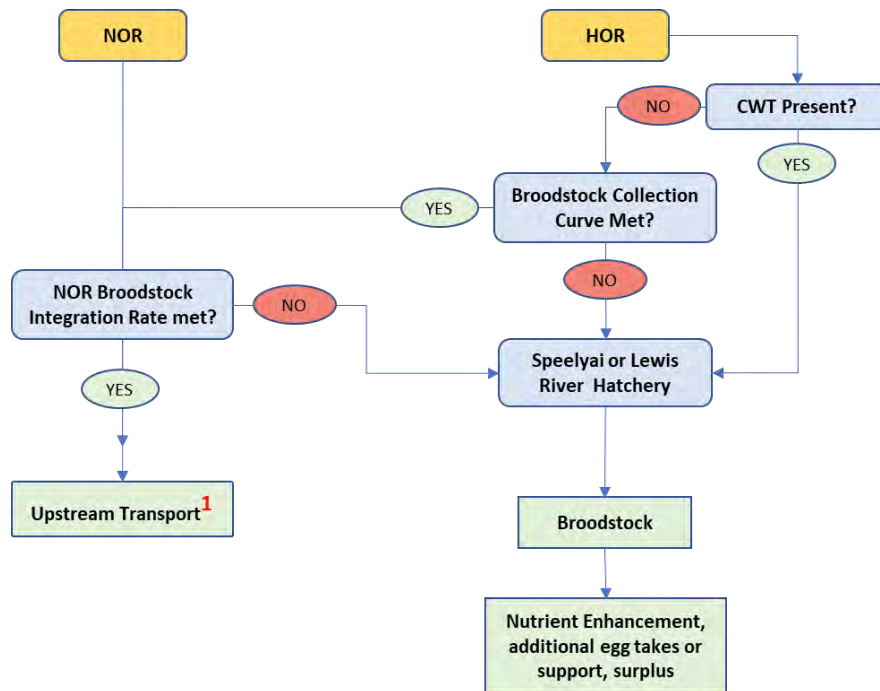 NOR
HOR
NO
CWT Present?
YES
Broodstock Collection
Curve Met?
YES
NO
NOR Broodstock
Integration Rate met?
NO
Speelyai or Lewis
River Hatchery
YES
Upstream Transport1
Broodstock
Nutrient Enhancement,
additional egg takes or
support, surplus